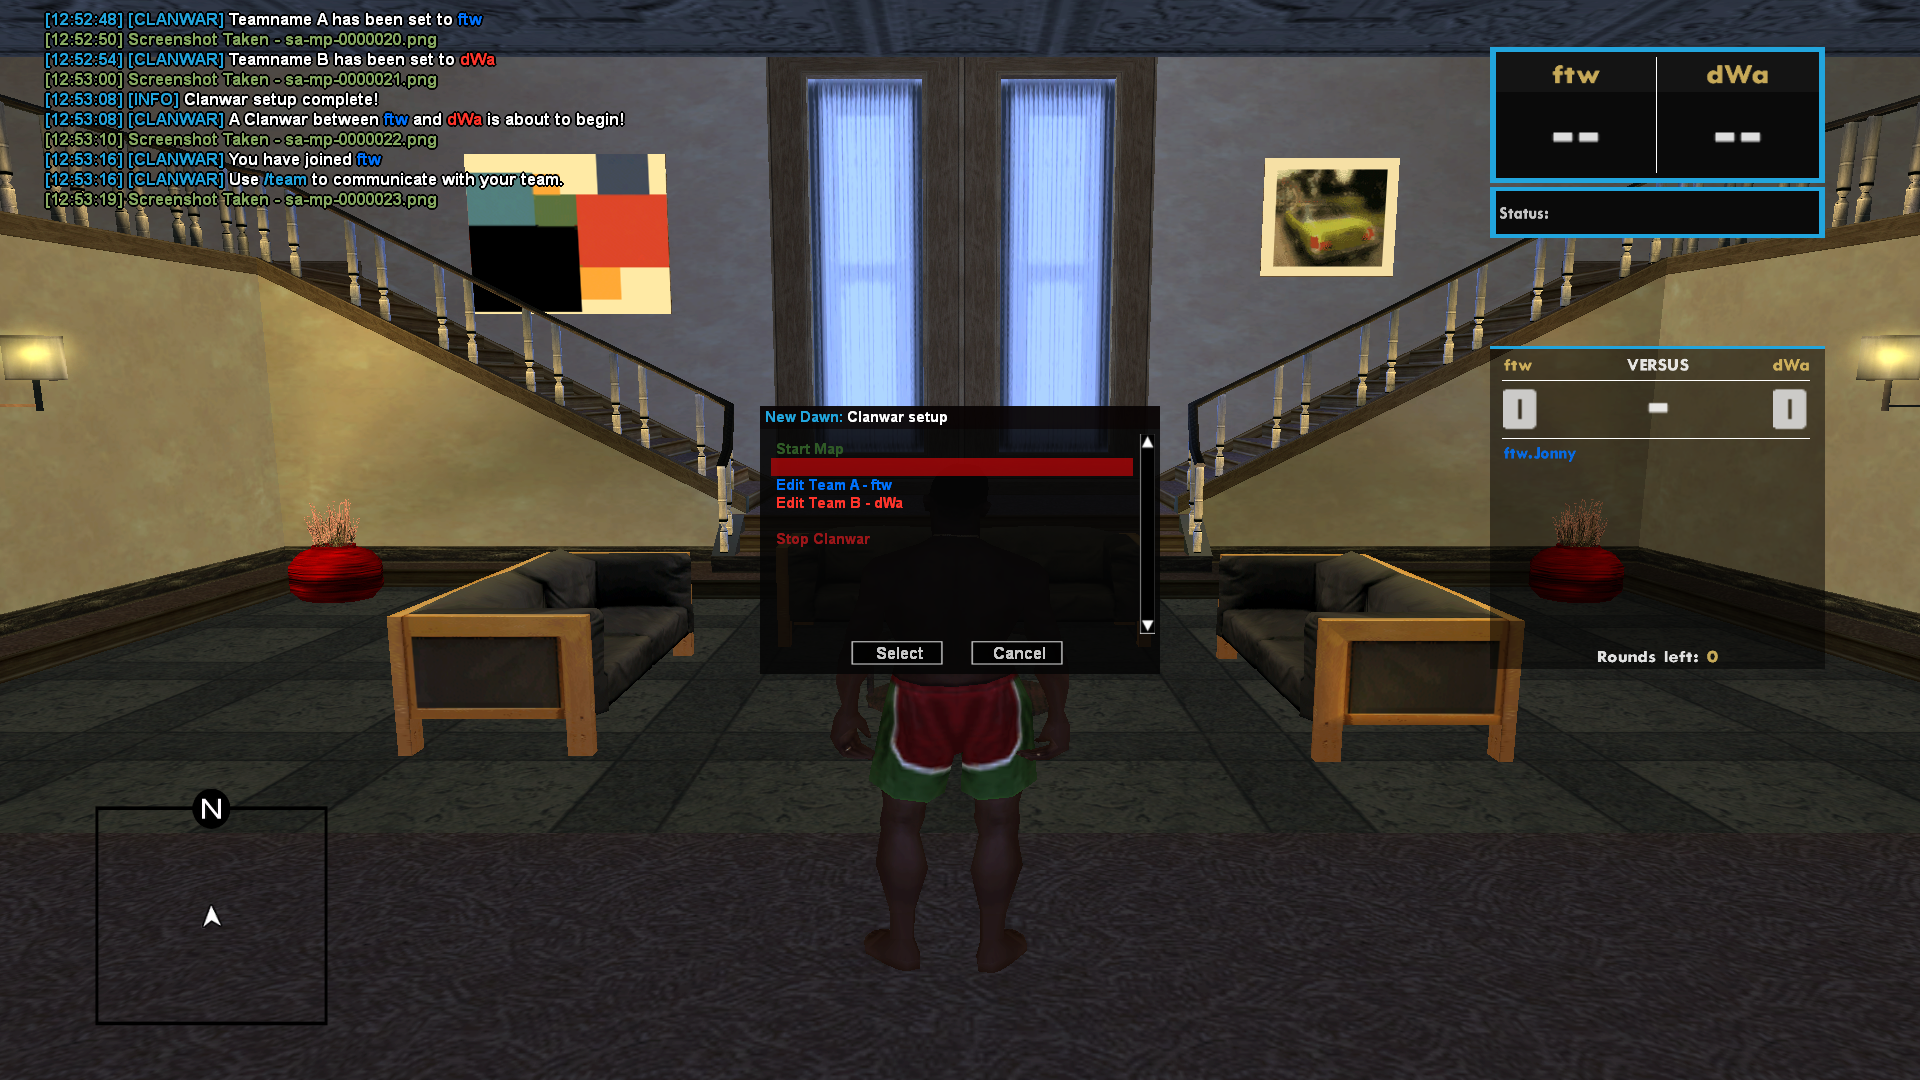 [12:52:48] [CLANWAR] Teamname A has been set to ftw
[12:52:50] Screenshot Taken - sa-mp-0000020.png
[12:52:54] [CLANWAR] Teamname B has been set to dWa
[12:53:00] Screenshot Taken - sa-mp-0000021.png
[12:53:08] [INFO] Clanwar setup complete!
[12:53:08] [CLANWAR] A Clanwar between ftw and dWa is about to begin!
[12:53:10] Screenshot Taken - sa-mp-0000022.png
[12:53:16] [CLANWAR] You have joined ftw
[12:53:16] [CLANWAR] Use /team to communicate with your team.
[12:53:19] Screenshot Taken - sa-mp-0000023.png
ftw dWa
-- --
Status:
ftw VERSUS dWa
I - I
ftw.Jonny
Rounds left: 0
New Dawn: Clanwar setup
Start Map
Edit Team A - ftw
Edit Team B - dWa
Stop Clanwar
Select Cancel
N